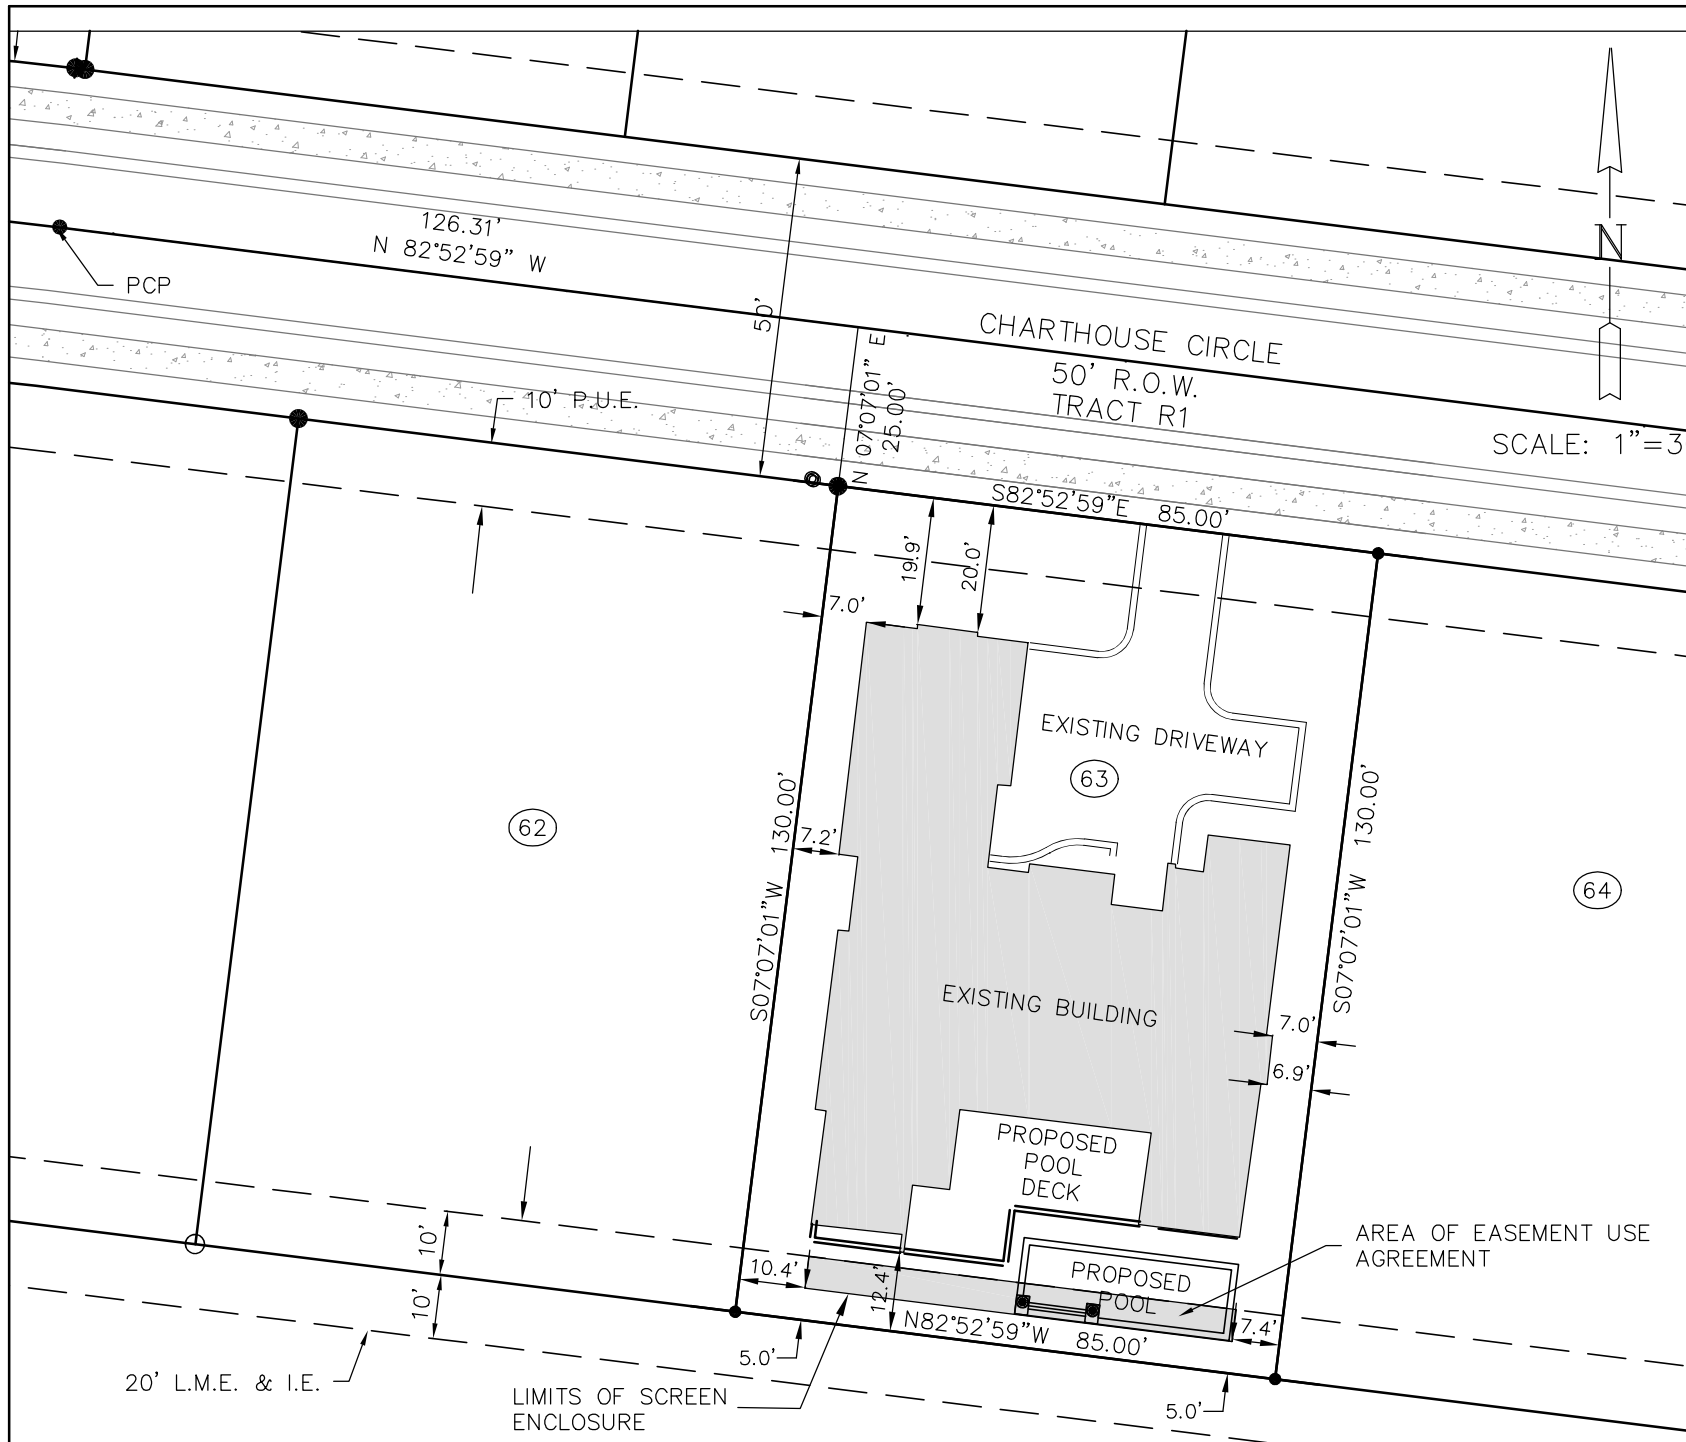 126.31'
N 82°52'59" W
PCP
50'
N 07°07'01" E
25.00'
CHARTHOUSE CIRCLE
50' R.O.W.
TRACT R1
N
SCALE: 1"=3
10' P.U.E.
S82°52'59"E 85.00'
19.9'
20.0'
7.0'
EXISTING DRIVEWAY
63
62
64
7.2'
S07°07'01"W 130.00'
S07°07'01"W 130.00'
EXISTING BUILDING
7.0'
6.9'
PROPOSED
POOL
DECK
10'
10'
10.4'
12.4'
PROPOSED
POOL
7.4'
AREA OF EASEMENT USE
AGREEMENT
N82°52'59"W 85.00'
5.0'
5.0'
20' L.M.E. & I.E.
LIMITS OF SCREEN
ENCLOSURE